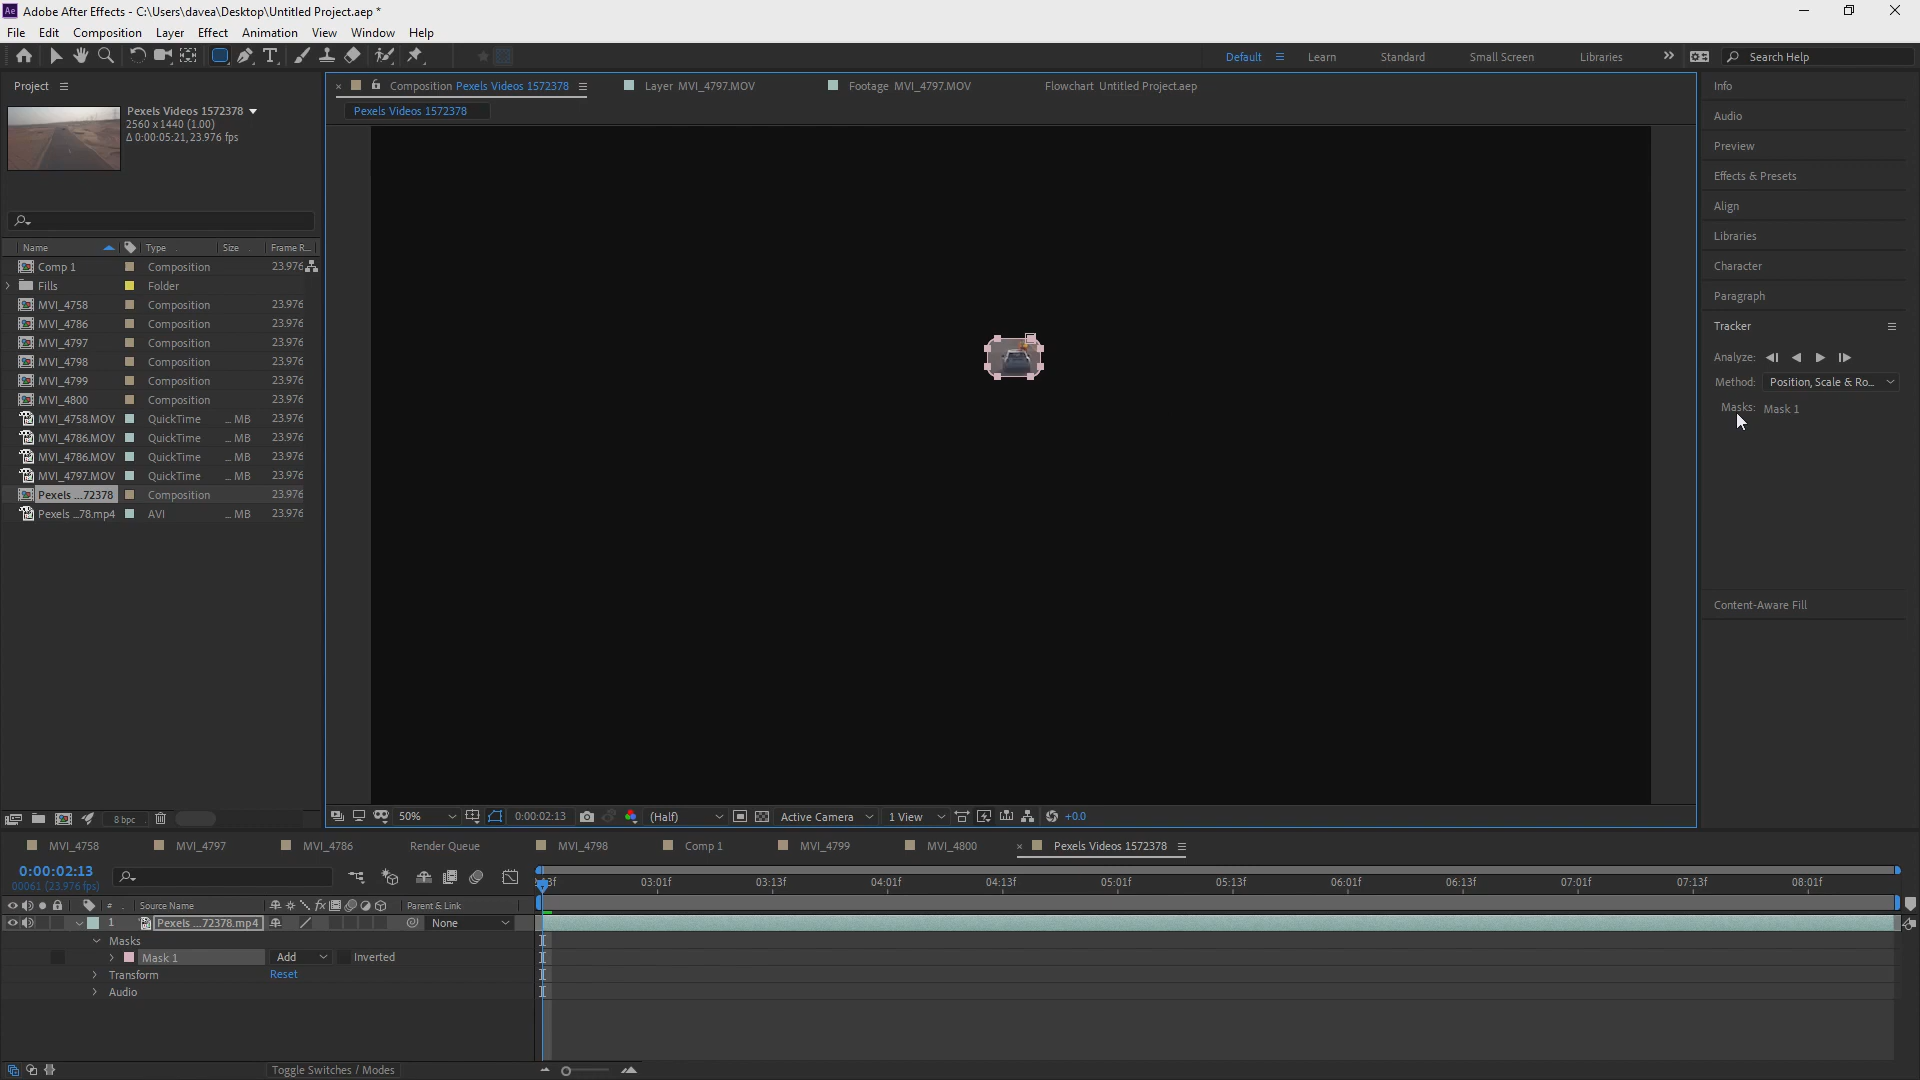 Adobe After Effects - C:\Users\davea\Desktop\Untitled Project.aep *
File Edit Composition Layer Effect Animation View Window Help
Default Learn Standard Small Screen Libraries Search Help
Project
Pexels Videos 1572378
2560 x 1440 (1.00)
Δ 0:00:05:21, 23.976 fps
Name Type Size Frame R...
Comp 1 Composition 23.976
Fills Folder
MVI_4758 Composition 23.976
MVI_4786 Composition 23.976
MVI_4797 Composition 23.976
MVI_4798 Composition 23.976
MVI_4799 Composition 23.976
MVI_4800 Composition 23.976
MVI_4758.MOV QuickTime ... MB 23.976
MVI_4786.MOV QuickTime ... MB 23.976
MVI_4786.MOV QuickTime ... MB 23.976
MVI_4797.MOV QuickTime ... MB 23.976
Pexels ...72378 Composition 23.976
Pexels ...78.mp4 AVI ... MB 23.976
8 bpc
Composition Pexels Videos 1572378 Layer MVI_4797.MOV Footage MVI_4797.MOV Flowchart Untitled Project.aep
Pexels Videos 1572378
50% 0:00:02:13 (Half) Active Camera 1 View +0.0
Info
Audio
Preview
Effects & Presets
Align
Libraries
Character
Paragraph
Tracker
Analyze:
Method: Position, Scale & Ro...
Masks: Mask 1
Content-Aware Fill
MVI_4758 MVI_4797 MVI_4786 Render Queue MVI_4798 Comp 1 MVI_4799 MVI_4800 Pexels Videos 1572378
0:00:02:13
00061 (23.976 fps)
03:01f 03:13f 04:01f 04:13f 05:01f 05:13f 06:01f 06:13f 07:01f 07:13f 08:01f
# Source Name Parent & Link
1 Pexels ...72378.mp4 None
Masks
Mask 1 Add Inverted
Transform Reset
Audio
Toggle Switches / Modes